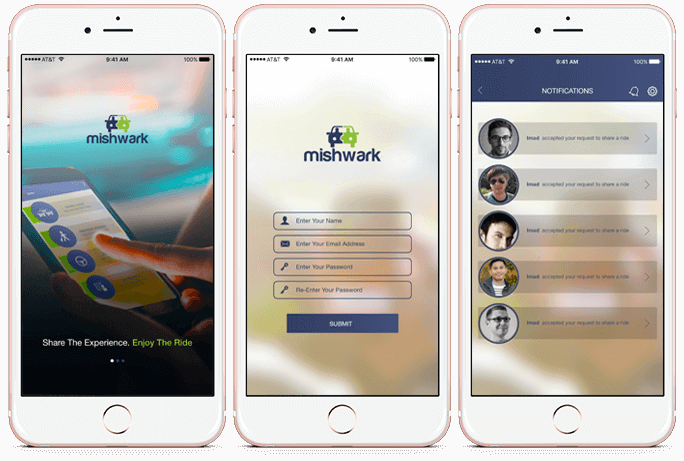 AT&T 9:41 AM 100%
mishwark
Share The Experience. Enjoy The Ride
AT&T 9:41 AM 100%
mishwark
Enter Your Name
Enter Your Email Address
Enter Your Password
Re-Enter Your Password
SUBMIT
AT&T 9:41 AM 100%
NOTIFICATIONS
Imad accepted your request to share a ride.
Imad accepted your request to share a ride.
Imad accepted your request to share a ride.
Imad accepted your request to share a ride.
Imad accepted your request to share a ride.